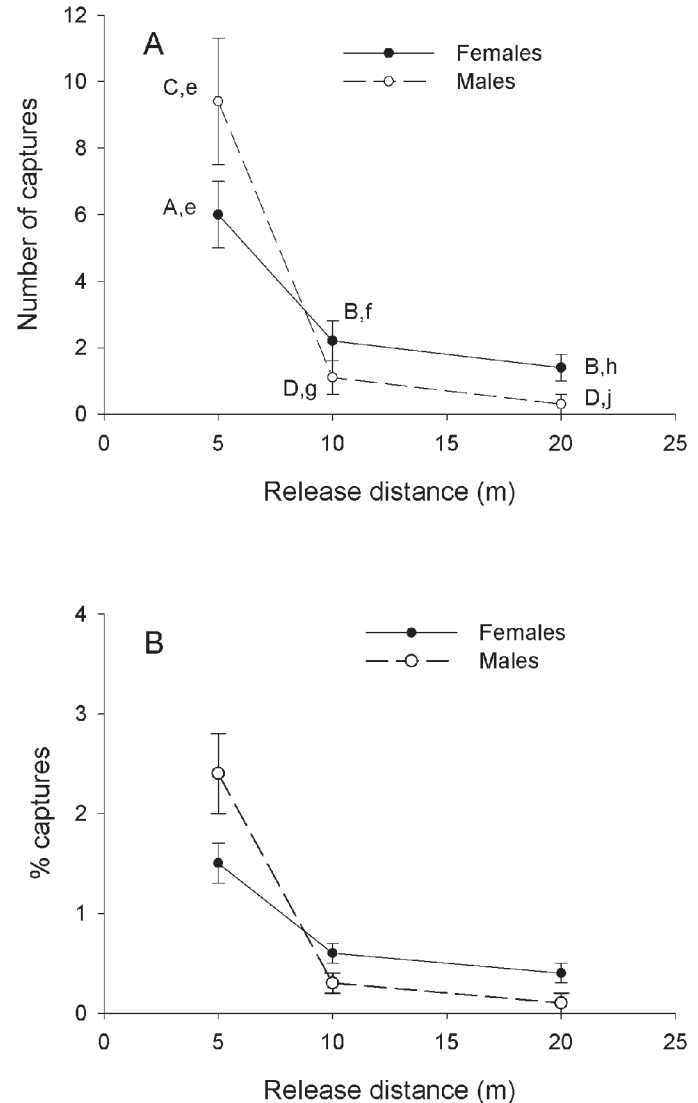 A
Females
Males
Number of captures
12
10
8
6
4
2
0
C,e
A,e
B,f
D,g
B,h
D,j
0 5 10 15 20 25
Release distance (m)
B
Females
Males
% captures
4
3
2
1
0
0 5 10 15 20 25
Release distance (m)